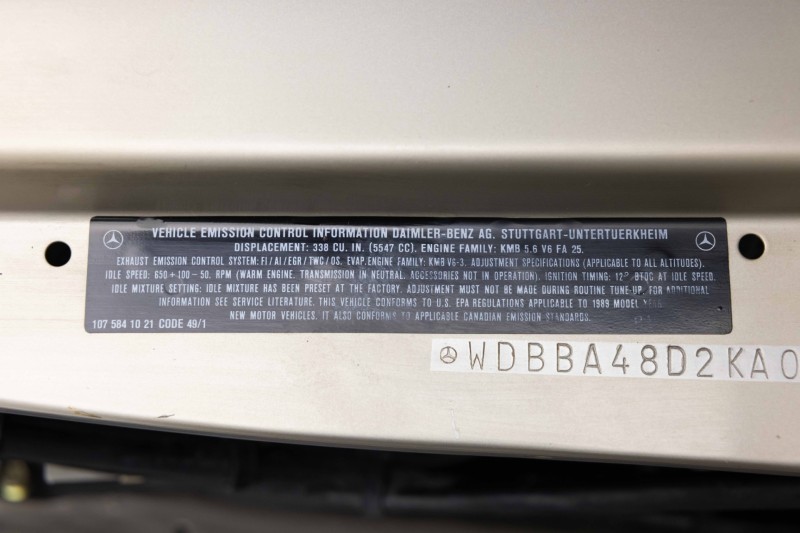 VEHICLE EMISSION CONTROL INFORMATION DAIMLER-BENZ AG. STUTTGART-UNTERTUERKHEIM
DISPLACEMENT: 338 CU. IN. (5547 CC). ENGINE FAMILY: KMB 5.6 V6 FA 25.
EXHAUST EMISSION CONTROL SYSTEM: FI/AI/EGR/TWC/OS. EVAP. ENGINE FAMILY: KMB V6-3. ADJUSTMENT SPECIFICATIONS (APPLICABLE TO ALL ALTITUDES).
IDLE SPEED: 650 +100 -50. RPM (WARM ENGINE. TRANSMISSION IN NEUTRAL. ACCESSORIES NOT IN OPERATION). IGNITION TIMING: BTDC AT IDLE SPEED.
IDLE MIXTURE SETTING: IDLE MIXTURE HAS BEEN PRESET AT THE FACTORY. ADJUSTMENT MUST NOT BE MADE DURING ROUTINE TUNE-UP. FOR ADDITIONAL
INFORMATION SEE SERVICE LITERATURE. THIS VEHICLE CONFORMS TO U.S. EPA REGULATIONS APPLICABLE TO 1989 MODEL
NEW MOTOR VEHICLES. IT ALSO CONFORMS TO APPLICABLE CANADIAN EMISSION STANDARDS.
107 584 10 21 CODE 49/1
WDBBA48D2KA0